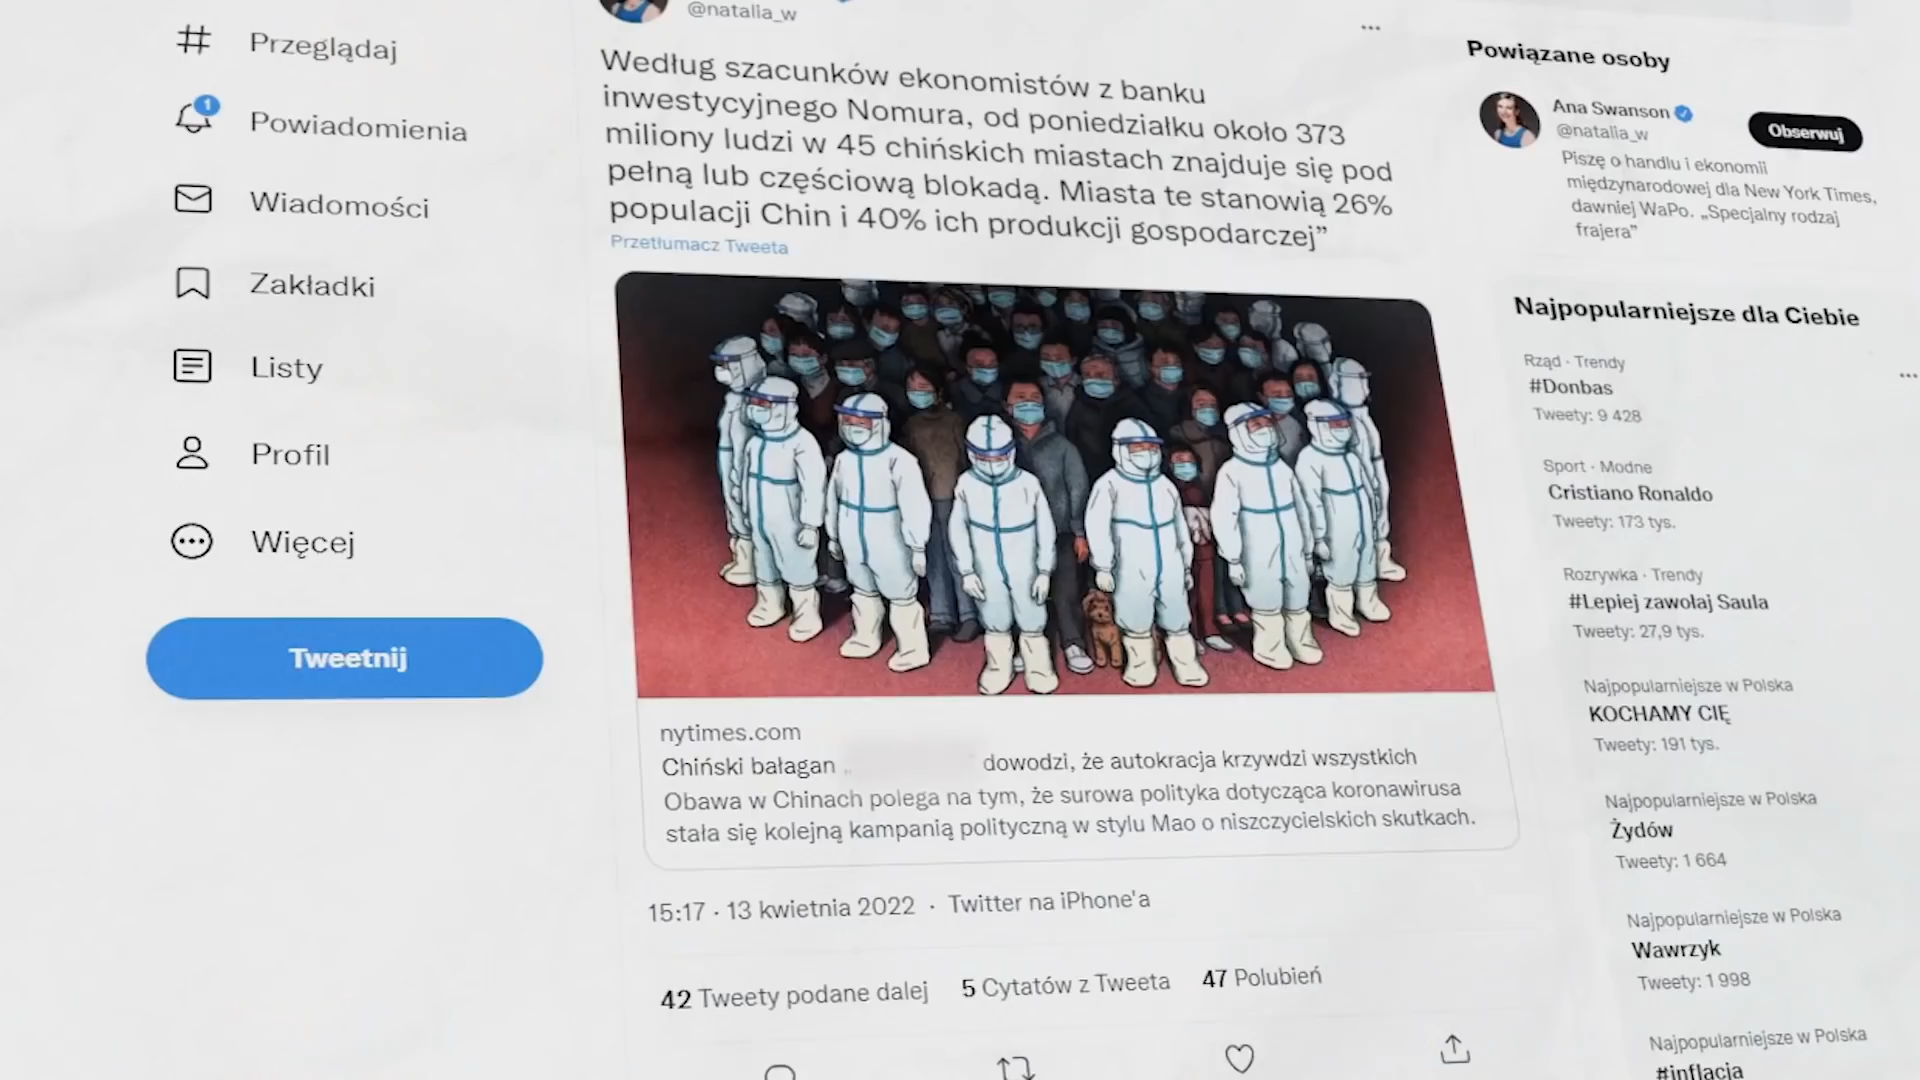 Przeglądaj
Powiadomienia
1
Wiadomości
Zakładki
Listy
Profil
Więcej
Tweetnij
@natalia_w
Według szacunków ekonomistów z banku
inwestycyjnego Nomura, od poniedziałku około 373
miliony ludzi w 45 chińskich miastach znajduje się pod
pełną lub częściową blokadą. Miasta te stanowią 26%
populacji Chin i 40% ich produkcji gospodarczej”
Przetłumacz Tweeta
nytimes.com
Chiński bałagan dowodzi, że autokracja krzywdzi wszystkich
Obawa w Chinach polega na tym, że surowa polityka dotycząca koronawirusa
stała się kolejną kampanią polityczną w stylu Mao o niszczycielskich skutkach.
15:17 · 13 kwietnia 2022 · Twitter na iPhone'a
42 Tweety podane dalej 5 Cytatów z Tweeta 47 Polubień
Powiązane osoby
Ana Swanson
@natalia_w
Obserwuj
Piszę o handlu i ekonomii
międzynarodowej dla New York Times,
dawniej WaPo. „Specjalny rodzaj
frajera”
Najpopularniejsze dla Ciebie
Rząd · Trendy
#Donbas
Tweety: 9 428
Sport · Modne
Cristiano Ronaldo
Tweety: 173 tys.
Rozrywka · Trendy
#Lepiej zawołaj Saula
Tweety: 27,9 tys.
Najpopularniejsze w Polska
KOCHAMY CIĘ
Tweety: 191 tys.
Najpopularniejsze w Polska
Żydów
Tweety: 1 664
Najpopularniejsze w Polska
Wawrzyk
Tweety: 1 998
Najpopularniejsze w Polska
#inflacja